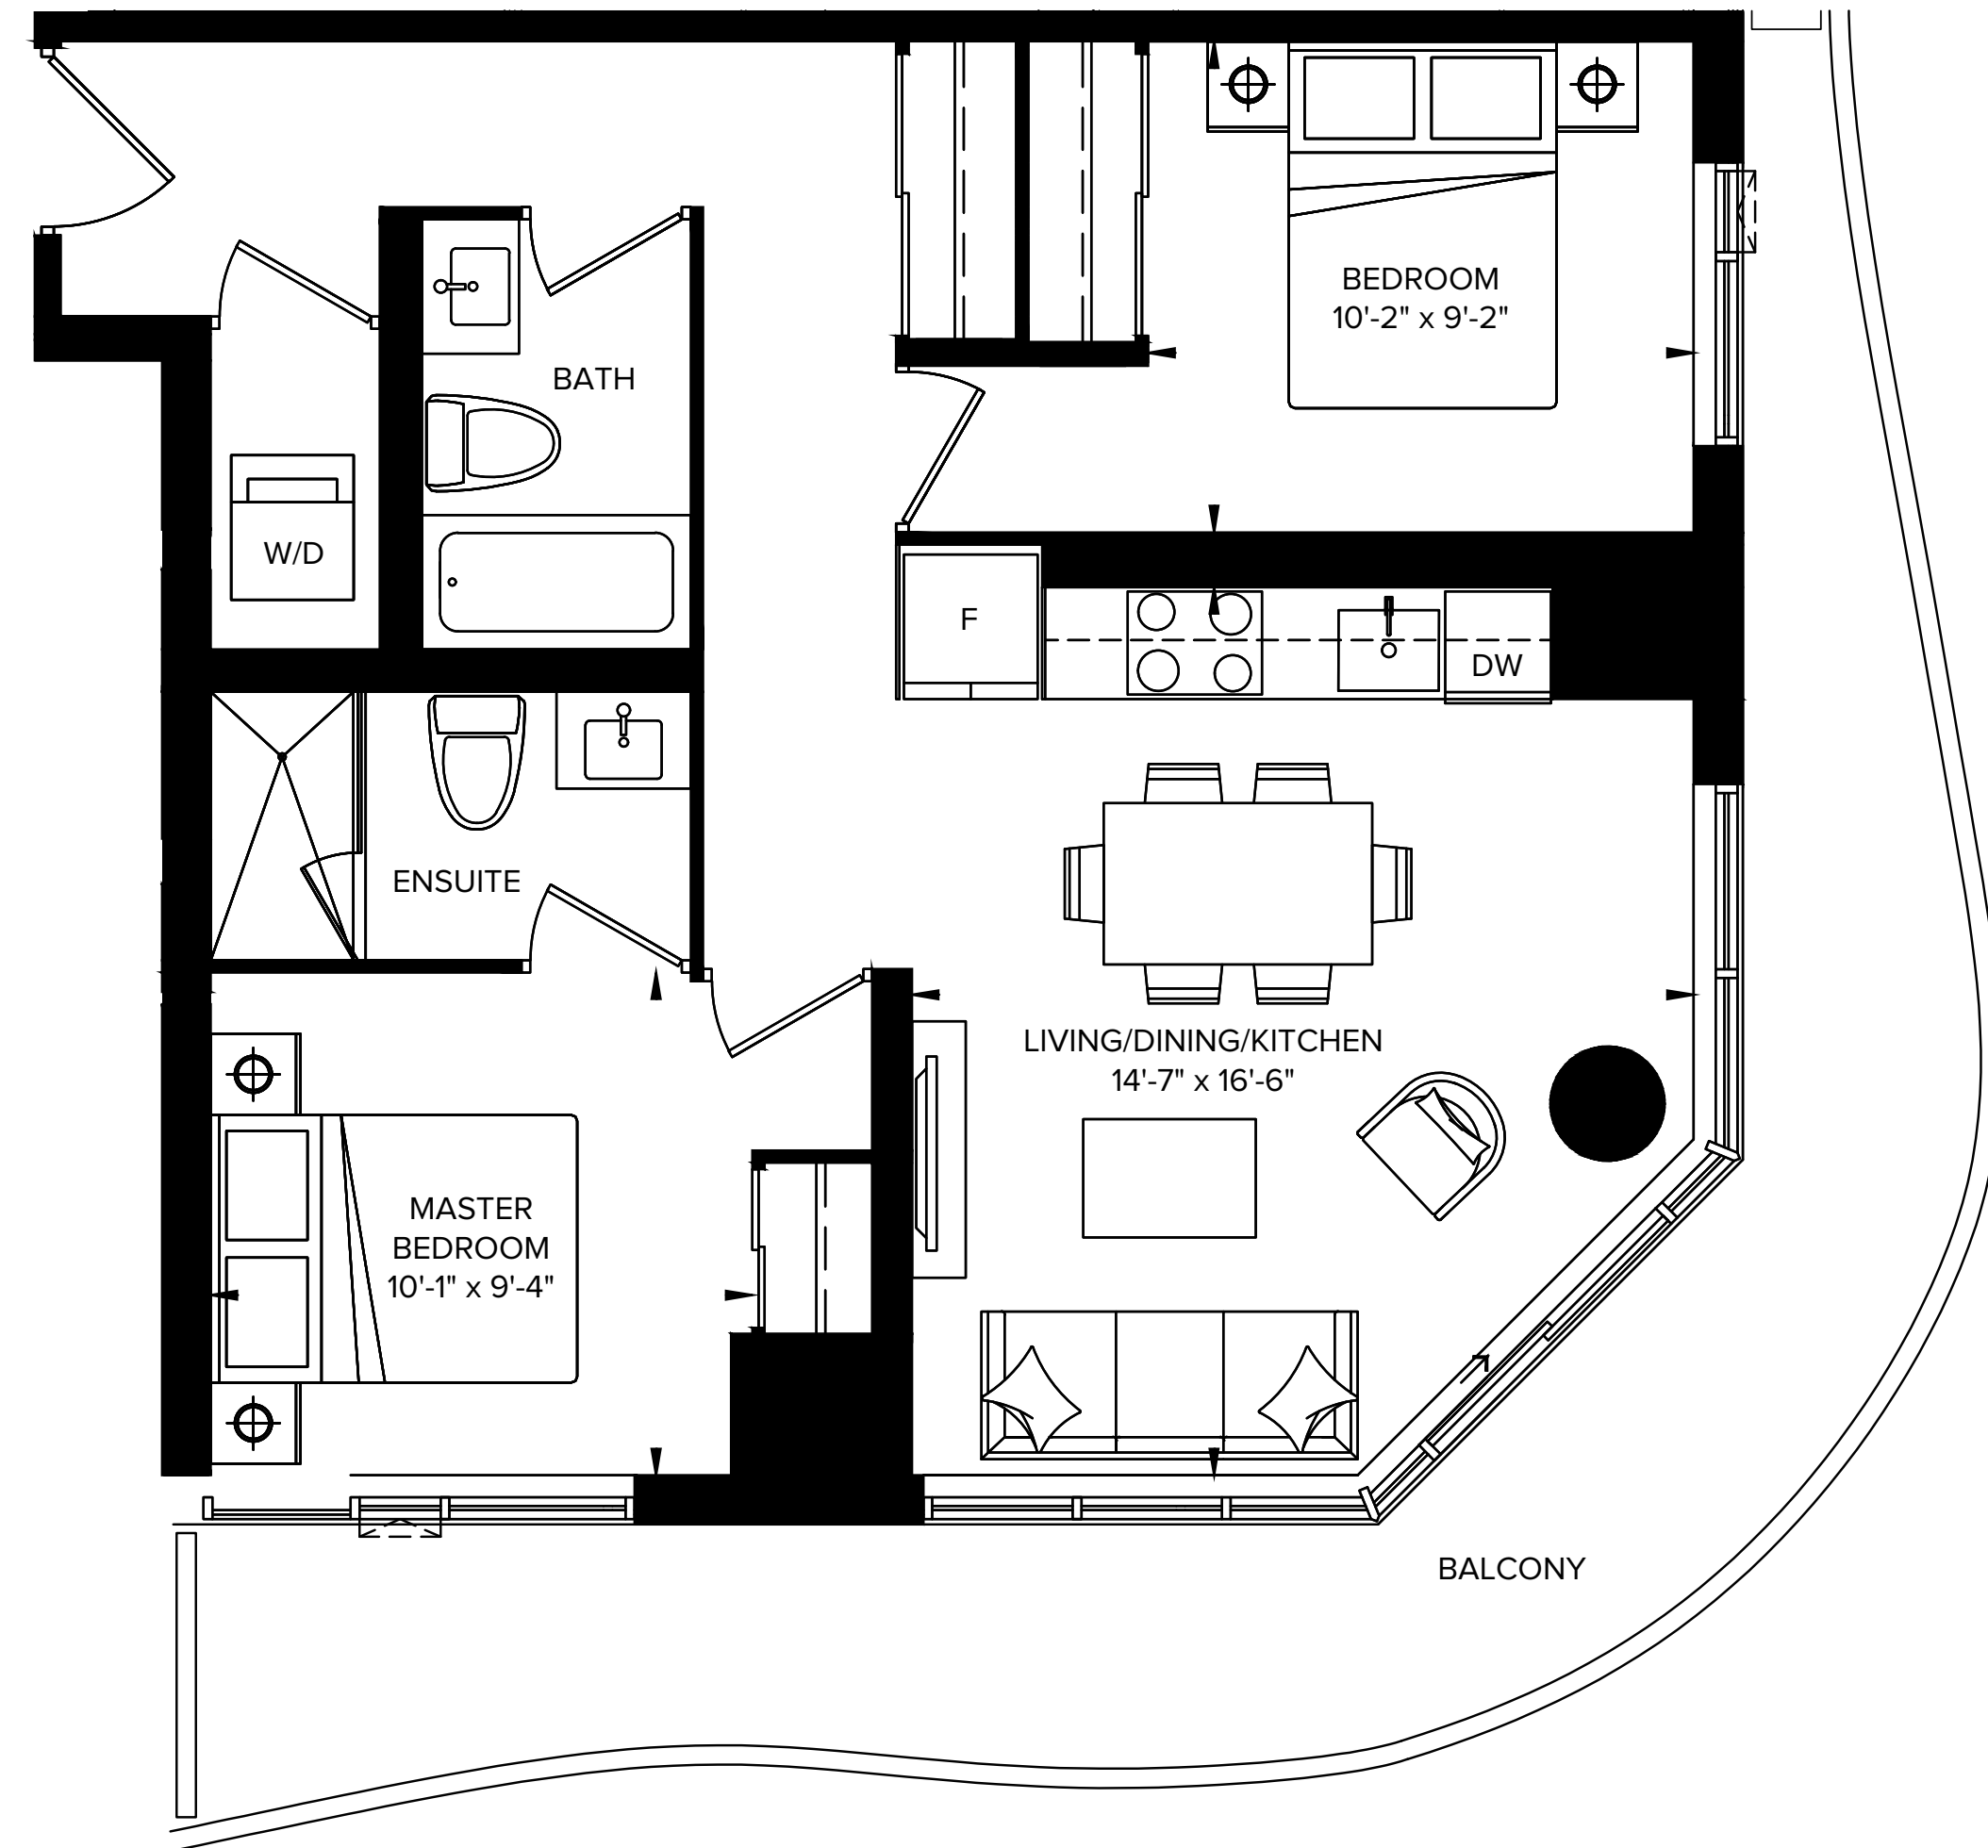 BEDROOM
10'-2" x 9'-2"
BATH
W/D
F
DW
ENSUITE
LIVING/DINING/KITCHEN
14'-7" x 16'-6"
MASTER
BEDROOM
10'-1" x 9'-4"
BALCONY